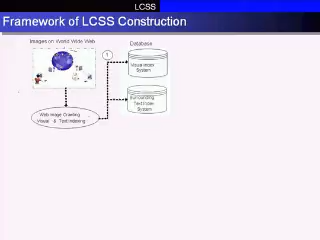 LCSS
Framework of LCSS Construction
Images on World Wide Web
Database
1
Visual Index
System
Surrounding
Text Index
System
Web Image Crawling
Visual & Text Indexing